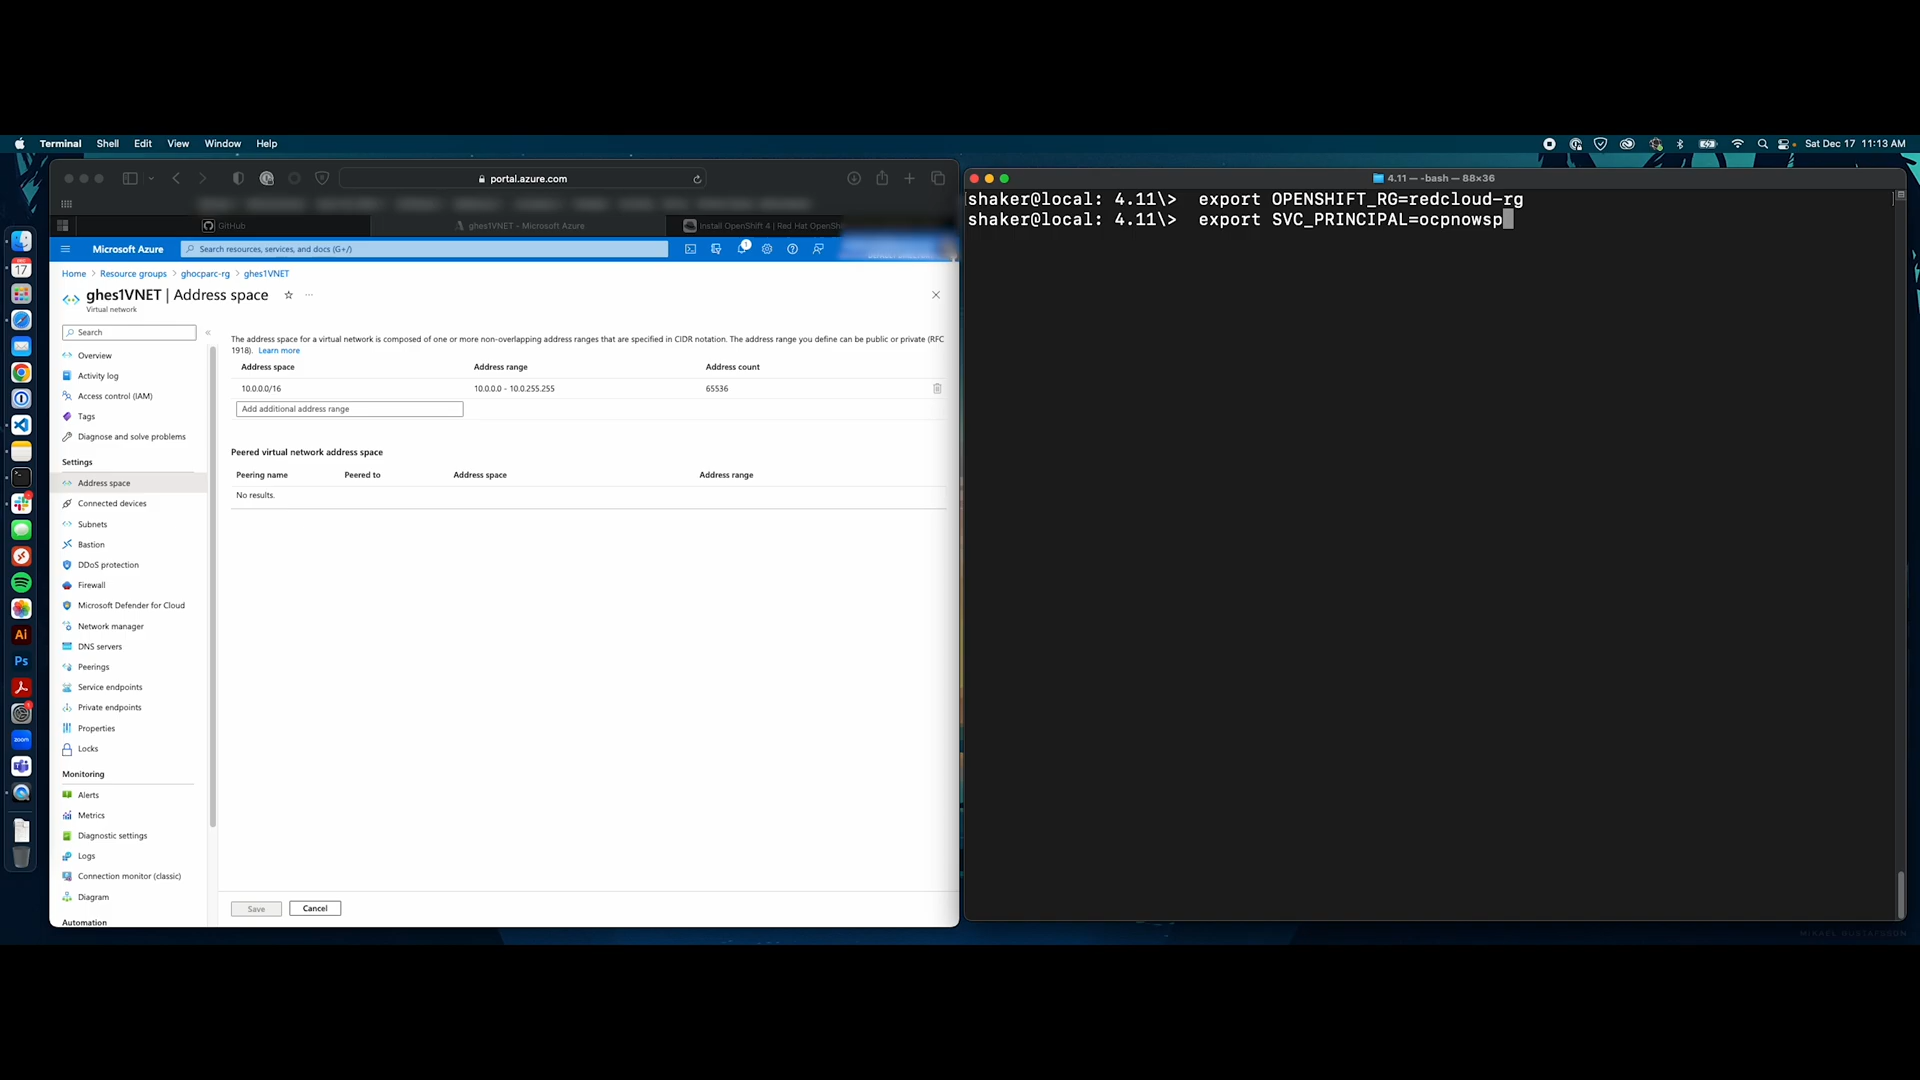 Terminal Shell Edit View Window Help
Sat Dec 17 11:13 AM
17
Ai
Ps
zoom
portal.azure.com
GitHub
ghes1VNET - Microsoft Azure
Install OpenShift 4 | Red Hat OpenSh
Microsoft Azure
Search resources, services, and docs (G+/)
1
Home > Resource groups > ghocparc-rg > ghes1VNET
ghes1VNET | Address space
Virtual network
Search
Overview
Activity log
Access control (IAM)
Tags
Diagnose and solve problems
Settings
Address space
Connected devices
Subnets
Bastion
DDoS protection
Firewall
Microsoft Defender for Cloud
Network manager
DNS servers
Peerings
Service endpoints
Private endpoints
Properties
Locks
Monitoring
Alerts
Metrics
Diagnostic settings
Logs
Connection monitor (classic)
Diagram
Automation
The address space for a virtual network is composed of one or more non-overlapping address ranges that are specified in CIDR notation. The address range you define can be public or private (RFC
1918). Learn more
Address space Address range Address count
10.0.0.0/16 10.0.0.0 - 10.0.255.255 65536
Add additional address range
Peered virtual network address space
Peering name Peered to Address space Address range
No results.
Save Cancel
4.11 — -bash — 88×36
shaker@local: 4.11\> export OPENSHIFT_RG=redcloud-rg
shaker@local: 4.11\> export SVC_PRINCIPAL=ocpnowsp
MIKAEL GUSTAFSSON